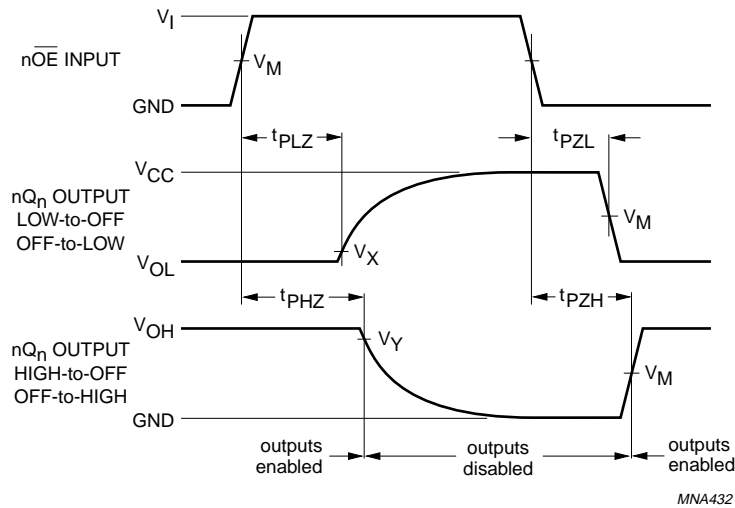 V_I
nOE INPUT
V_M
GND
t_PLZ
t_PZL
V_CC
nQ_n OUTPUT
LOW-to-OFF
OFF-to-LOW
V_M
V_X
V_OL
t_PHZ
t_PZH
V_OH
V_Y
nQ_n OUTPUT
HIGH-to-OFF
OFF-to-HIGH
V_M
GND
outputs
enabled
outputs
disabled
outputs
enabled
MNA432